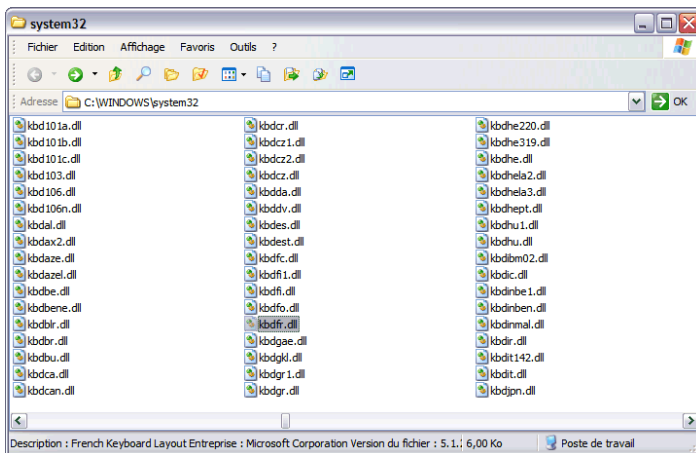 system32
Fichier Edition Affichage Favoris Outils ?
Adresse C:\WINDOWS\system32 OK
kbd101a.dll
kbd101b.dll
kbd101c.dll
kbd103.dll
kbd106.dll
kbd106n.dll
kbdal.dll
kbdax2.dll
kbdaze.dll
kbdazel.dll
kbdbe.dll
kbdbene.dll
kbdblr.dll
kbdbr.dll
kbdbu.dll
kbdca.dll
kbdcan.dll
kbdcr.dll
kbdcz1.dll
kbdcz2.dll
kbdcz.dll
kbdda.dll
kbddv.dll
kbdes.dll
kbdest.dll
kbdfc.dll
kbdfi1.dll
kbdfi.dll
kbdfo.dll
kbdfr.dll
kbdgae.dll
kbdgkl.dll
kbdgr1.dll
kbdgr.dll
kbdhe220.dll
kbdhe319.dll
kbdhe.dll
kbdhela2.dll
kbdhela3.dll
kbdhept.dll
kbdhu1.dll
kbdhu.dll
kbdibm02.dll
kbdic.dll
kbdinbe1.dll
kbdinben.dll
kbdinmal.dll
kbdir.dll
kbdit142.dll
kbdit.dll
kbdjpn.dll
Description : French Keyboard Layout Entreprise : Microsoft Corporation Version du fichier : 5.1. 6,00 Ko Poste de travail